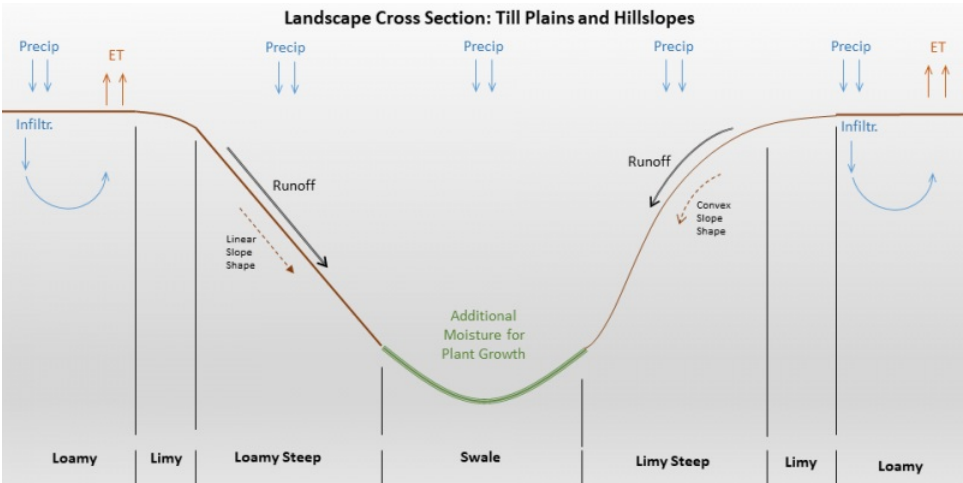 Landscape Cross Section: Till Plains and Hillslopes
Precip
ET
Precip
Precip
Precip
Precip
ET
Infiltr.
Infiltr.
Runoff
Runoff
Linear
Slope
Shape
Convex
Slope
Shape
Additional
Moisture for
Plant Growth
Loamy
Limy
Loamy Steep
Swale
Limy Steep
Limy
Loamy